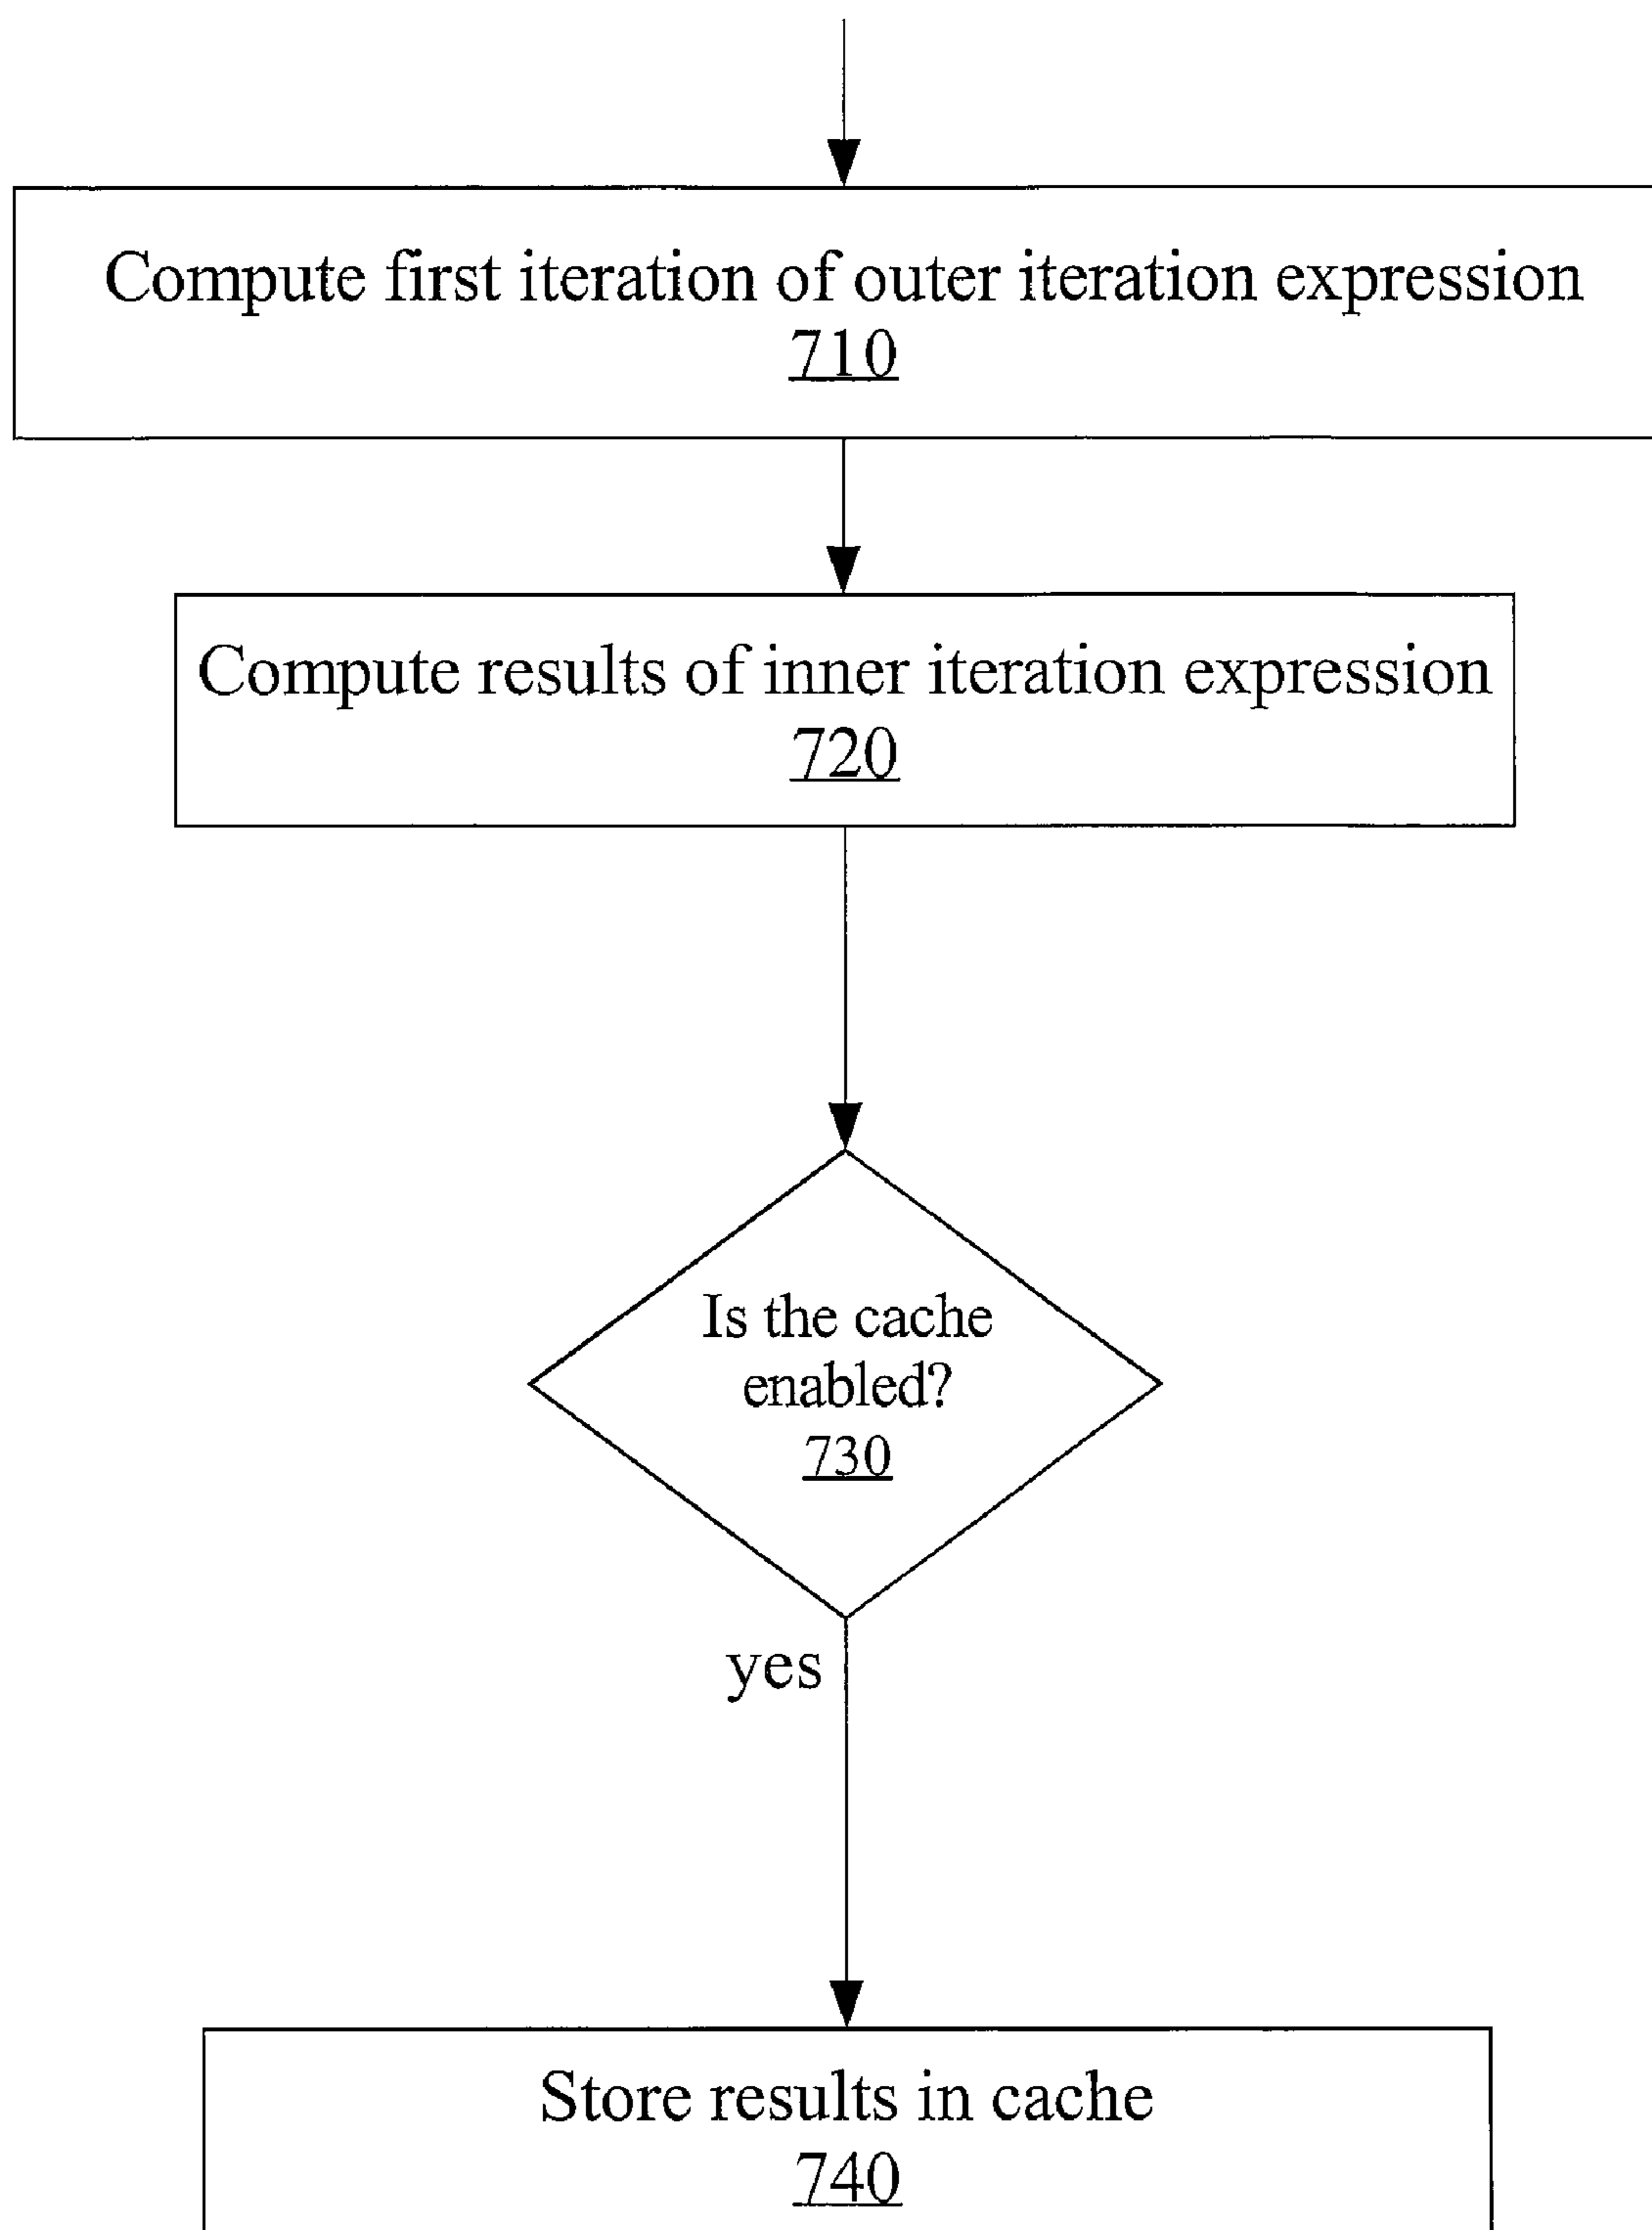 Compute first iteration of outer iteration expression
710
Compute results of inner iteration expression
720
Is the cache
enabled?
730
yes
Store results in cache
740